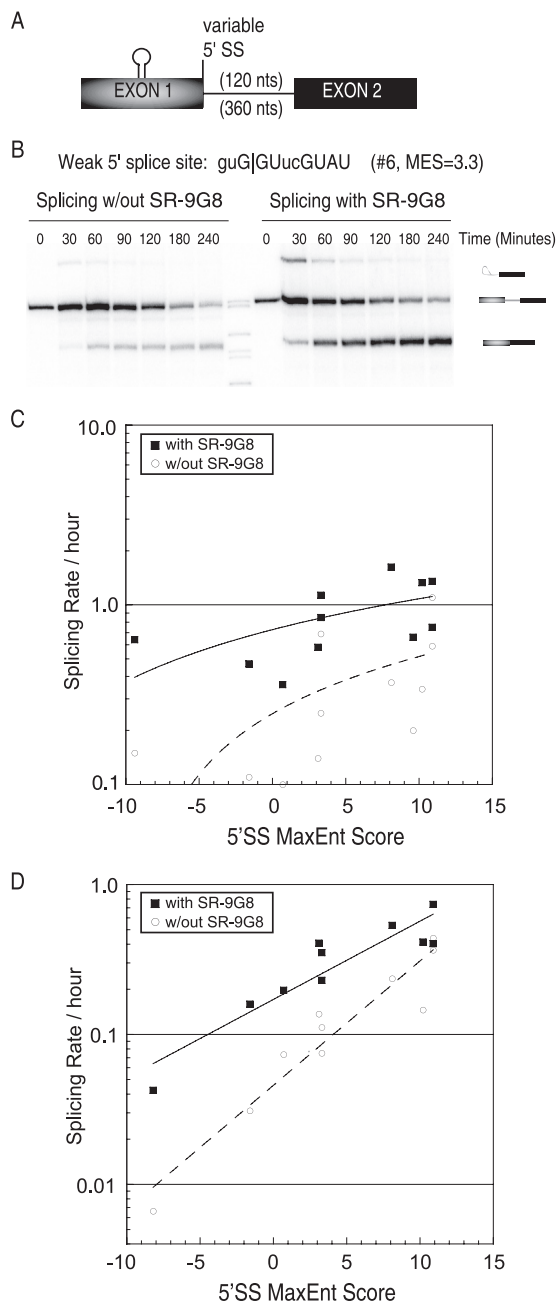 A
variable
5' SS
EXON 1
(120 nts)
(360 nts)
EXON 2
B
Weak 5' splice site: guG|GUucGUAU (#6, MES=3.3)
Splicing w/out SR-9G8
Splicing with SR-9G8
0 30 60 90 120 180 240
0 30 60 90 120 180 240
Time (Minutes)
C
10.0
1.0
0.1
with SR-9G8
w/out SR-9G8
Splicing Rate / hour
-10 -5 0 5 10 15
5'SS MaxEnt Score
D
1.0
0.1
0.01
with SR-9G8
w/out SR-9G8
Splicing Rate / hour
-10 -5 0 5 10 15
5'SS MaxEnt Score